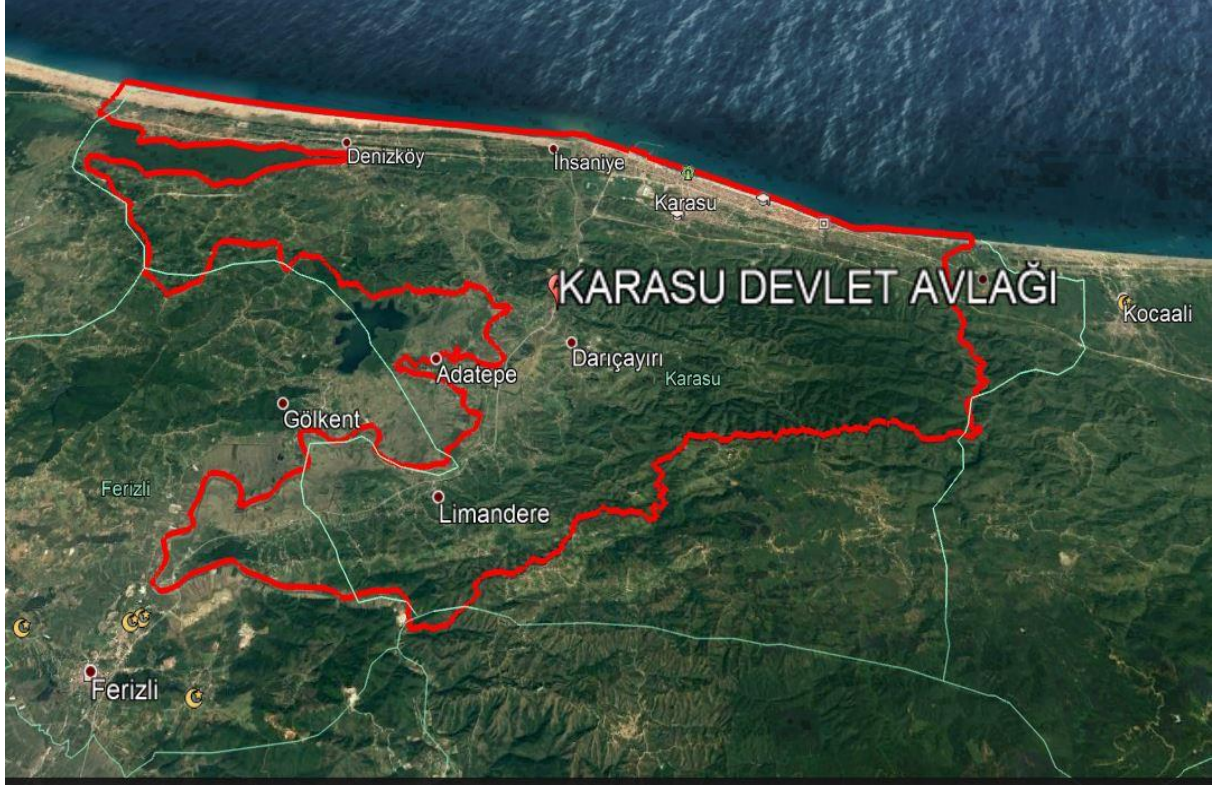 Denizköy
İhsaniye
Karasu
KARASU DEVLET AVLAĞI
Kocaali
Darıçayırı
Adatepe
Karasu
Gölkent
Ferizli
Limandere
Ferizli